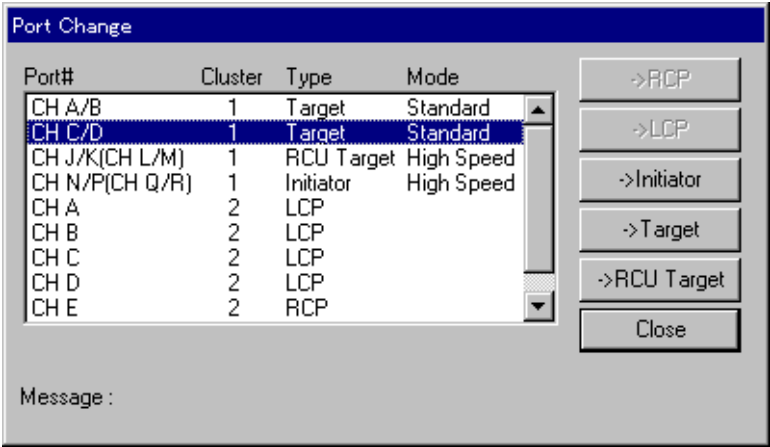 Port Change
Port# Cluster Type Mode
CH A/B 1 Target Standard
CH C/D 1 Target Standard
CH J/K(CH L/M) 1 RCU Target High Speed
CH N/P(CH Q/R) 1 Initiator High Speed
CH A 2 LCP
CH B 2 LCP
CH C 2 LCP
CH D 2 LCP
CH E 2 RCP
->RCP
->LCP
->Initiator
->Target
->RCU Target
Close
Message :